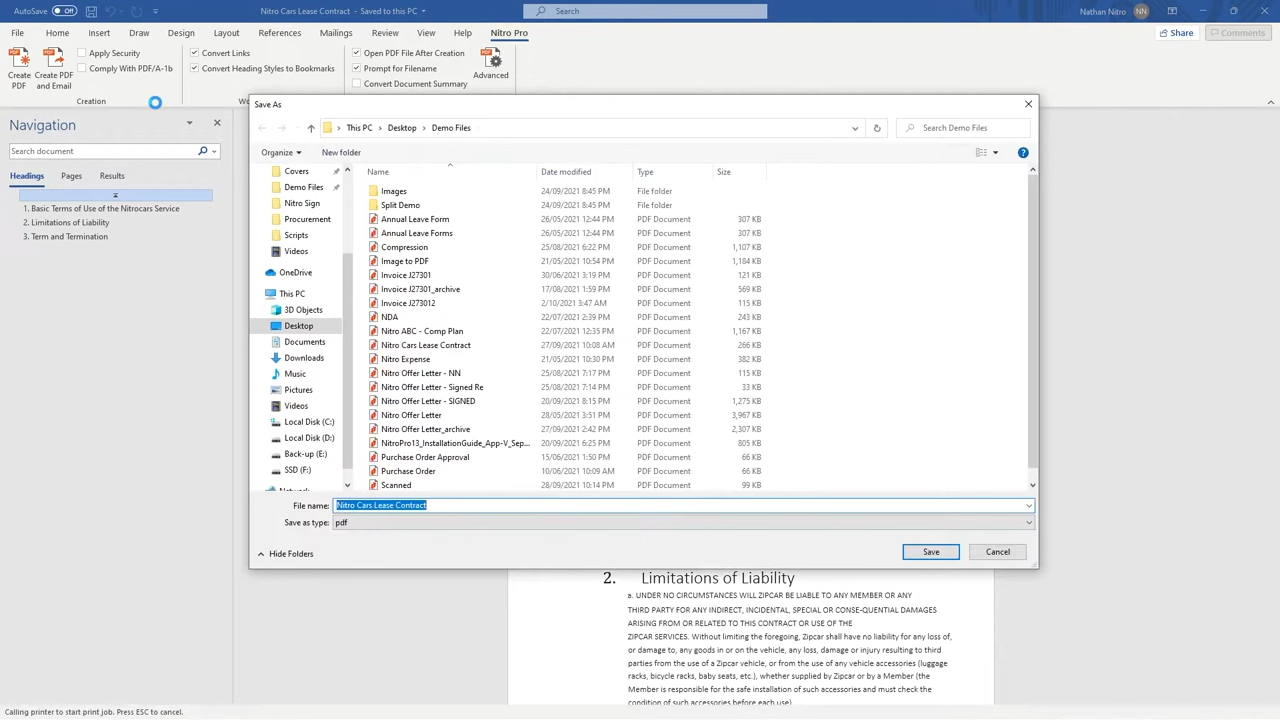 AutoSave Off
Nitro Cars Lease Contract - Saved to this PC
Search
Nathan Nitro NN
File Home Insert Draw Design Layout References Mailings Review View Help Nitro Pro
Share Comments
Create PDF
Create PDF and Email
Apply Security
Comply With PDF/A-1b
Creation
Convert Links
Convert Heading Styles to Bookmarks
Wo
Open PDF File After Creation
Prompt for Filename
Convert Document Summary
Advanced
Navigation
Search document
Headings Pages Results
1. Basic Terms of Use of the Nitrocars Service
2. Limitations of Liability
3. Term and Termination
Save As
This PC Desktop Demo Files
Search Demo Files
Organize New folder
Covers
Demo Files
Nitro Sign
Procurement
Scripts
Videos
OneDrive
This PC
3D Objects
Desktop
Documents
Downloads
Music
Pictures
Videos
Local Disk (C:)
Local Disk (D:)
Back-up (E:)
SSD (F:)
Name Date modified Type Size
Images 24/09/2021 8:45 PM File folder
Split Demo 24/09/2021 8:45 PM File folder
Annual Leave Form 26/05/2021 12:44 PM PDF Document 307 KB
Annual Leave Forms 26/05/2021 12:44 PM PDF Document 307 KB
Compression 25/08/2021 6:22 PM PDF Document 1,107 KB
Image to PDF 21/05/2021 10:54 PM PDF Document 1,184 KB
Invoice J27301 30/06/2021 3:19 PM PDF Document 121 KB
Invoice J27301_archive 17/08/2021 1:59 PM PDF Document 569 KB
Invoice J273012 2/10/2021 3:47 AM PDF Document 115 KB
NDA 22/07/2021 2:39 PM PDF Document 243 KB
Nitro ABC - Comp Plan 22/07/2021 12:35 PM PDF Document 1,167 KB
Nitro Cars Lease Contract 27/09/2021 10:08 AM PDF Document 266 KB
Nitro Expense 21/05/2021 10:30 PM PDF Document 382 KB
Nitro Offer Letter - NN 25/08/2021 7:17 PM PDF Document 115 KB
Nitro Offer Letter - Signed Re 25/08/2021 7:14 PM PDF Document 33 KB
Nitro Offer Letter - SIGNED 20/09/2021 8:15 PM PDF Document 1,275 KB
Nitro Offer Letter 28/05/2021 3:51 PM PDF Document 3,967 KB
Nitro Offer Letter_archive 27/09/2021 2:42 PM PDF Document 2,307 KB
NitroPro13_InstallationGuide_App-V_Sep... 20/09/2021 6:25 PM PDF Document 805 KB
Purchase Order Approval 15/06/2021 1:50 PM PDF Document 66 KB
Purchase Order 10/06/2021 10:09 AM PDF Document 66 KB
Scanned 28/09/2021 10:14 PM PDF Document 99 KB
File name: Nitro Cars Lease Contract
Save as type: pdf
Hide Folders
Save Cancel
2. Limitations of Liability
a. UNDER NO CIRCUMSTANCES WILL ZIPCAR BE LIABLE TO ANY MEMBER OR ANY
THIRD PARTY FOR ANY INDIRECT, INCIDENTAL, SPECIAL OR CONSE-QUENTIAL DAMAGES
ARISING FROM OR RELATED TO THIS CONTRACT OR USE OF THE
ZIPCAR SERVICES. Without limiting the foregoing, Zipcar shall have no liability for any loss of,
or damage to, any goods in or on the vehicle, any loss, damage or injury resulting to third
parties from the use of a Zipcar vehicle, or from the use of any vehicle accessories (luggage
racks, bicycle racks, baby seats, etc.), whether supplied by Zipcar or by a Member (the
Member is responsible for the safe installation of such accessories and must check the
condition of such accessories before each use)
Calling printer to start print job. Press ESC to cancel.